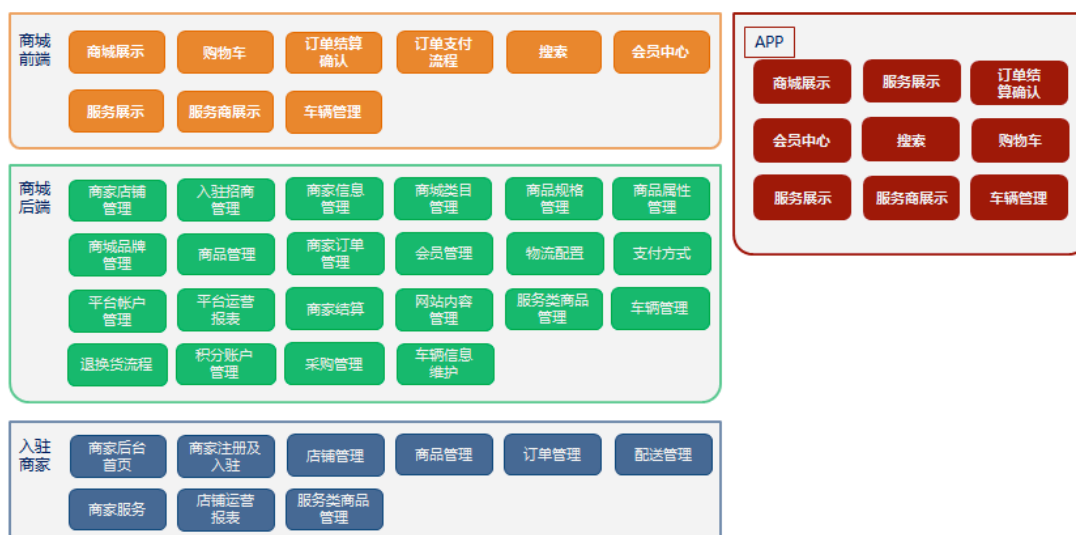 商城
前端
商城展示
购物车
订单结算
确认
订单支付
流程
搜索
会员中心
服务展示
服务商展示
车辆管理
商城
后端
商家店铺
管理
入驻招商
管理
商家信息
管理
商城类目
管理
商品规格
管理
商品属性
管理
商城品牌
管理
商品管理
商家订单
管理
会员管理
物流配置
支付方式
平台帐户
管理
平台运营
报表
商家结算
网站内容
管理
服务类商品
管理
车辆管理
退换货流程
积分账户
管理
采购管理
车辆信息
维护
入驻
商家
商家后台
首页
商家注册及
入驻
店铺管理
商品管理
订单管理
配送管理
商家服务
店铺运营
报表
服务类商品
管理
APP
商城展示
服务展示
订单结
算确认
会员中心
搜索
购物车
服务展示
服务商展示
车辆管理